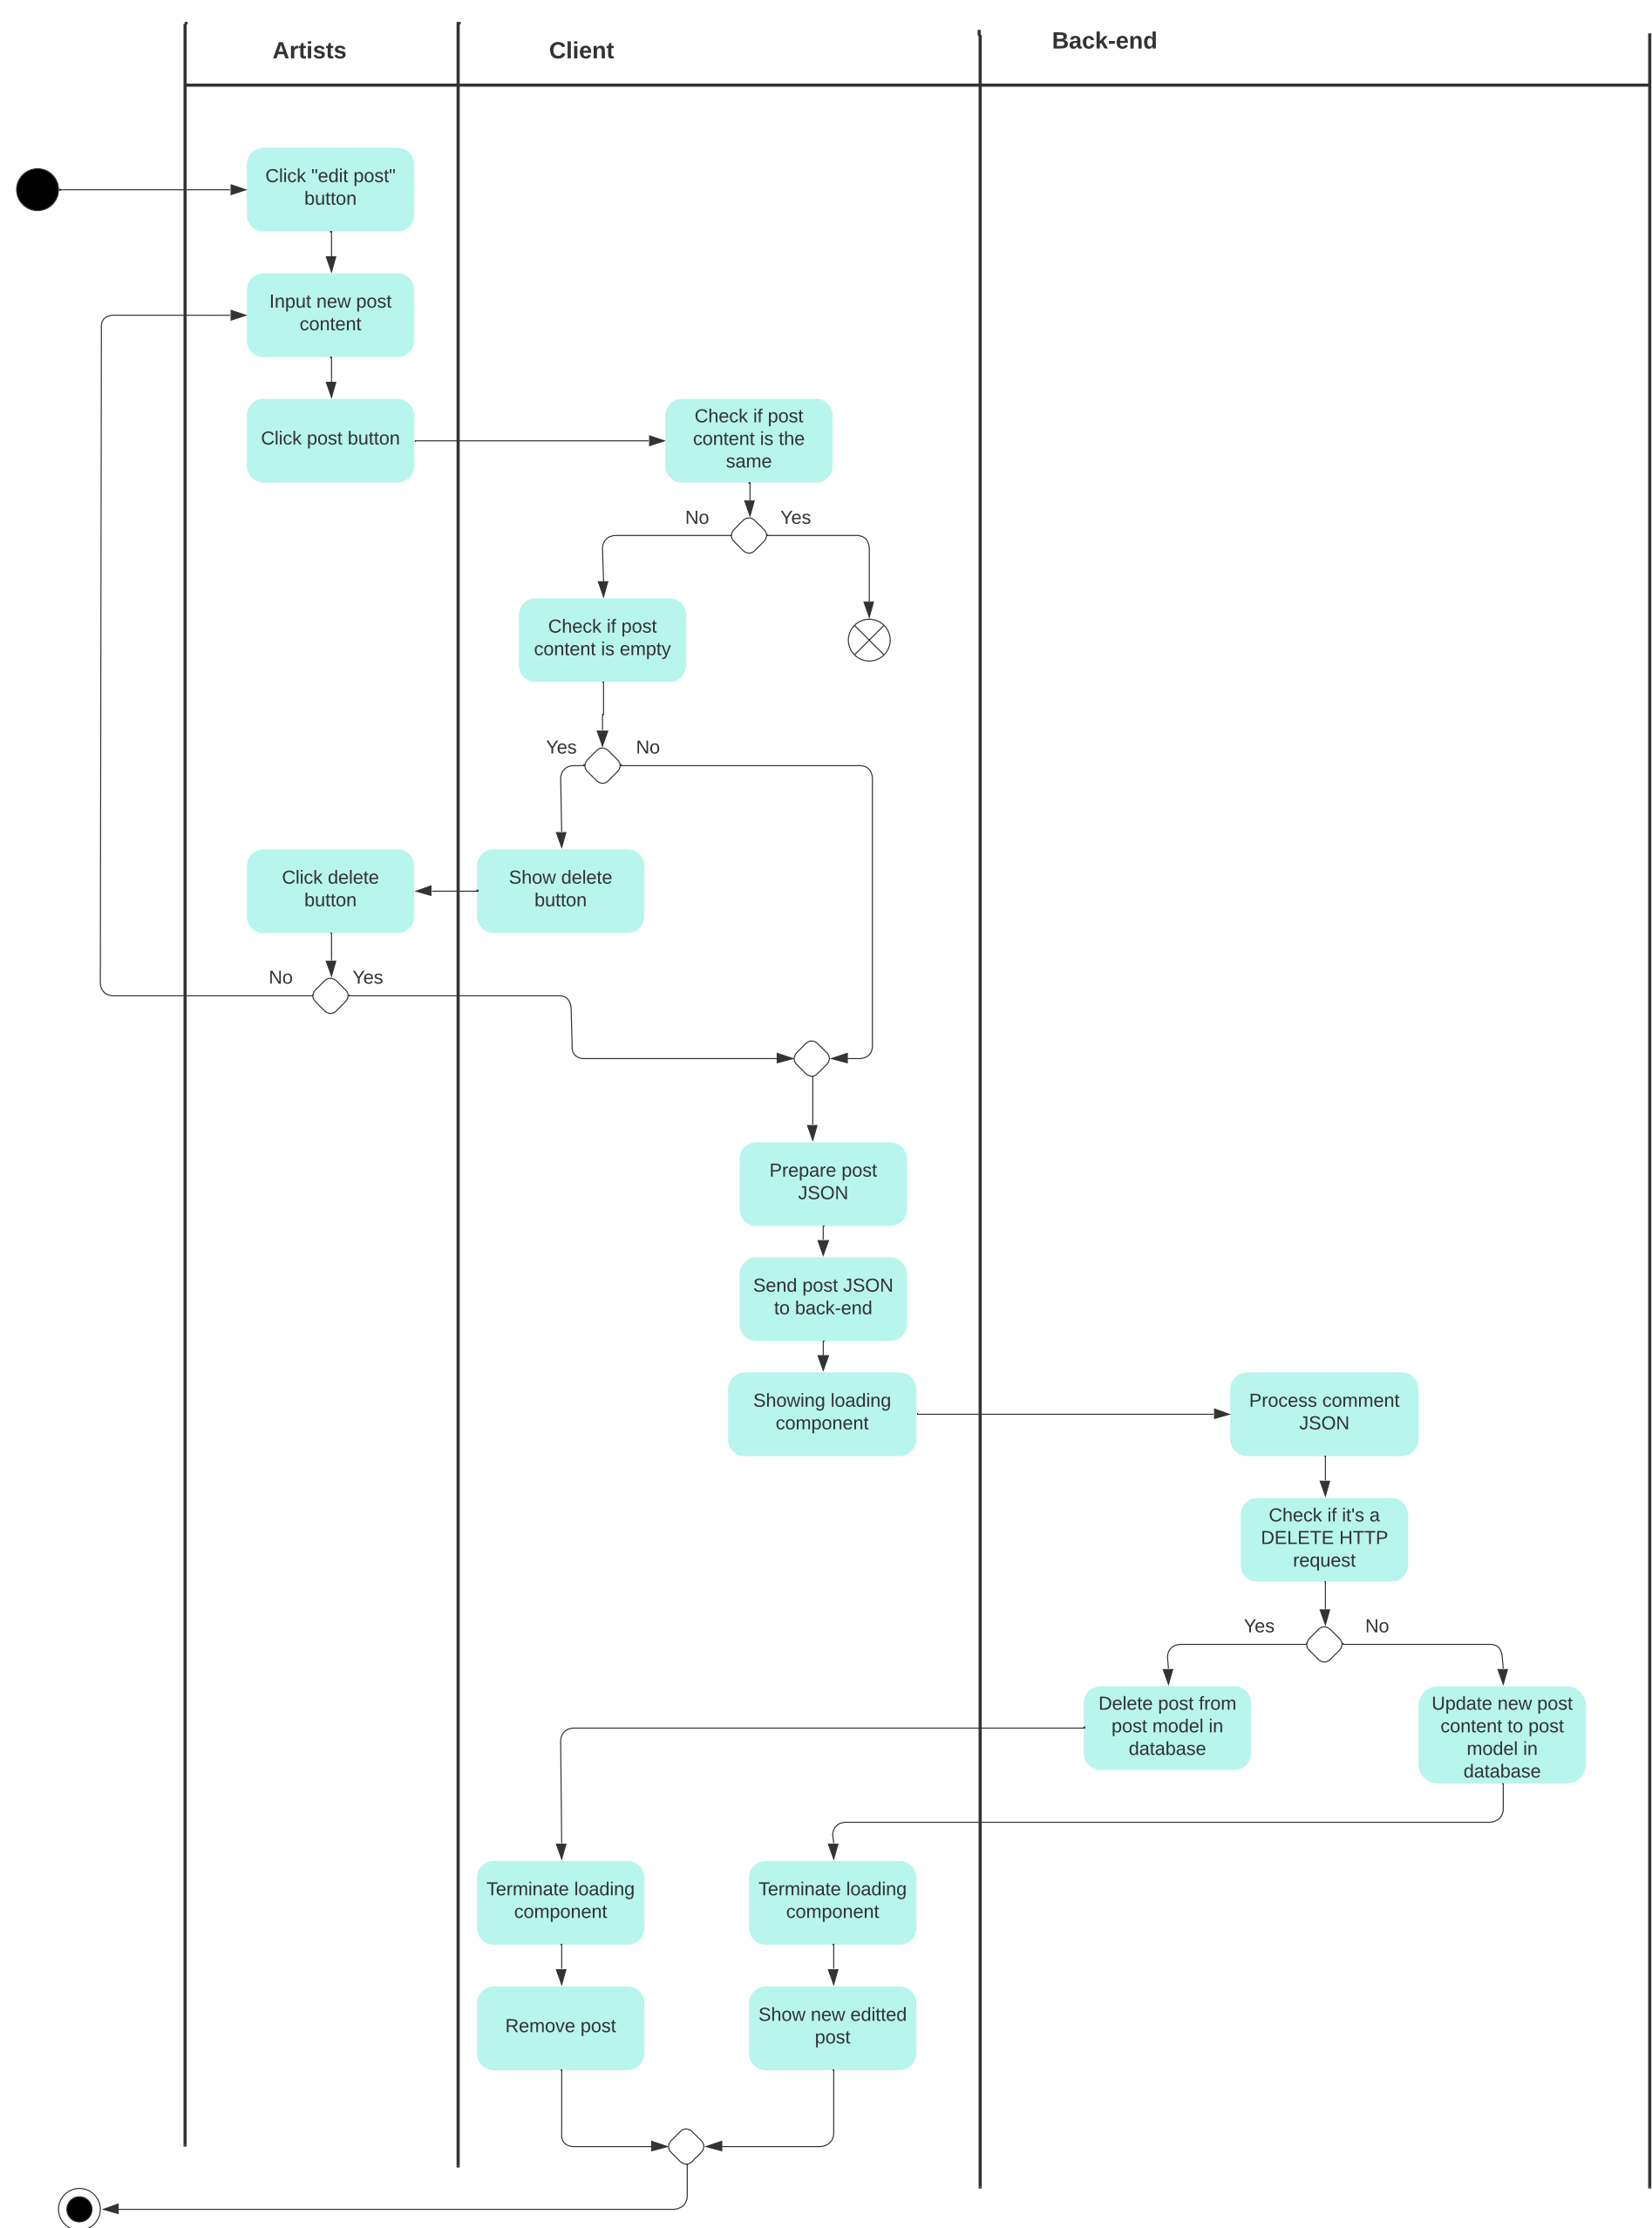 Artists
Client
Back-end
Click "edit post"
button
Input new post
content
Click post button
Check if post
content is the
same
No
Yes
Check if post
content is empty
Yes
No
Click delete
button
Show delete
button
No
Yes
Prepare post
JSON
Send post JSON
to back-end
Showing loading
component
Process comment
JSON
Check if it's a
DELETE HTTP
request
Yes
No
Delete post from
post model in
database
Update new post
content to post
model in
database
Terminate loading
component
Terminate loading
component
Remove post
Show new editted
post